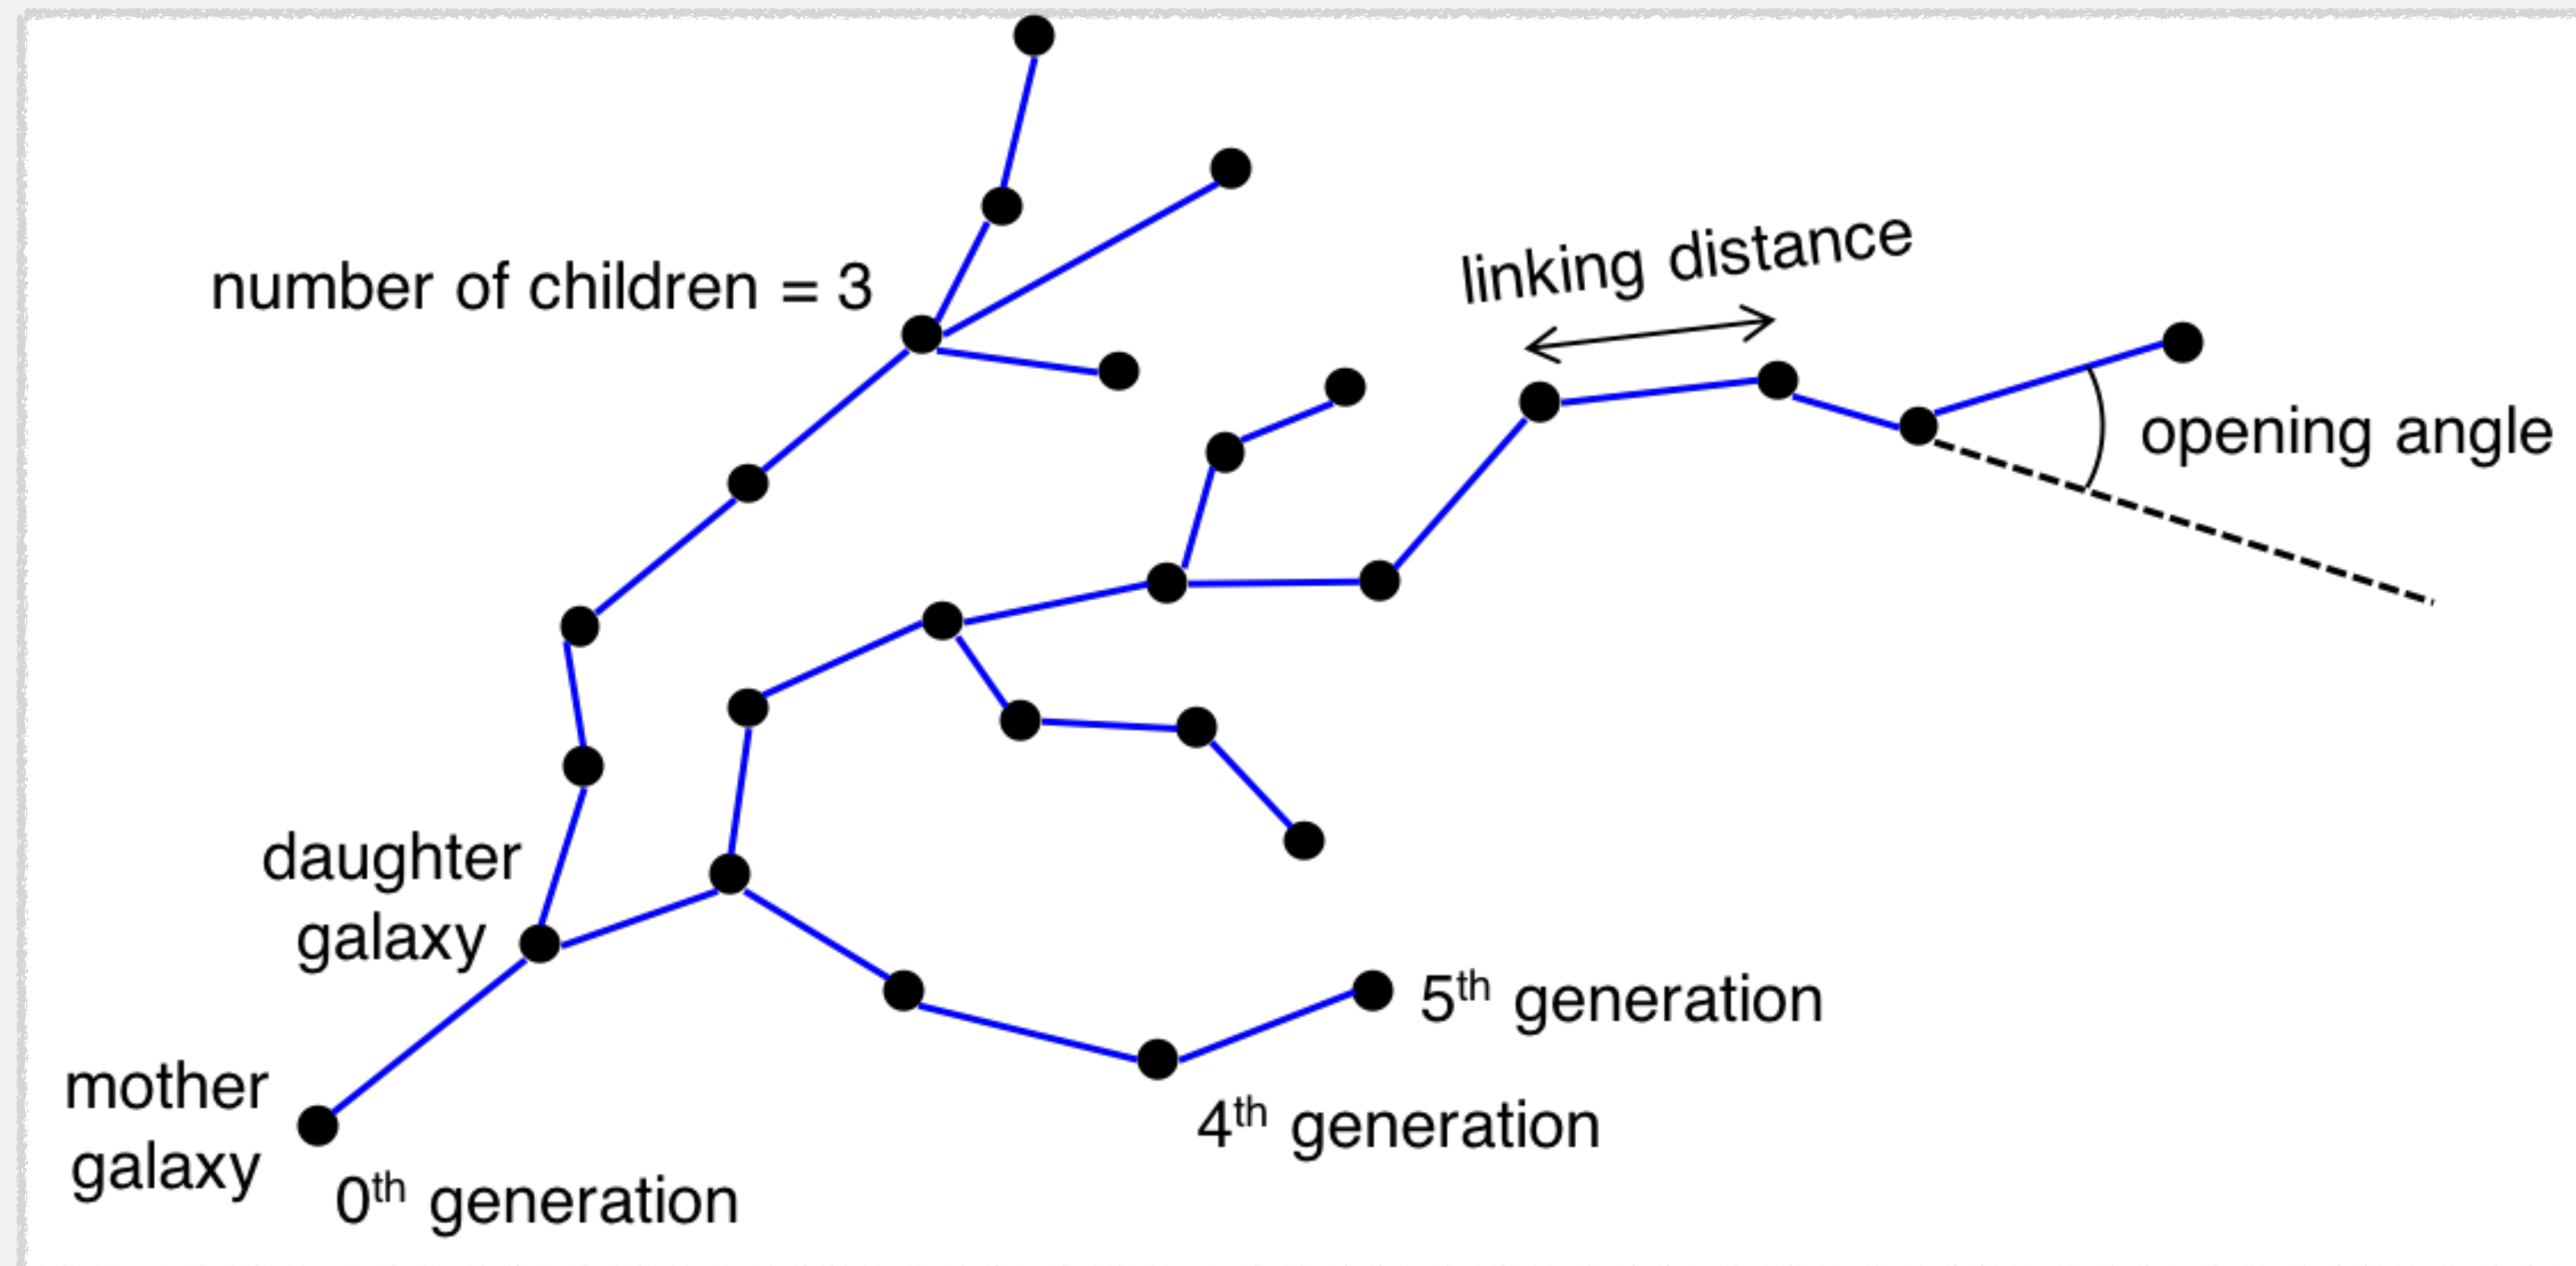 number of children = 3
linking distance
opening angle
daughter
galaxy
5th generation
mother
galaxy
4th generation
0th generation